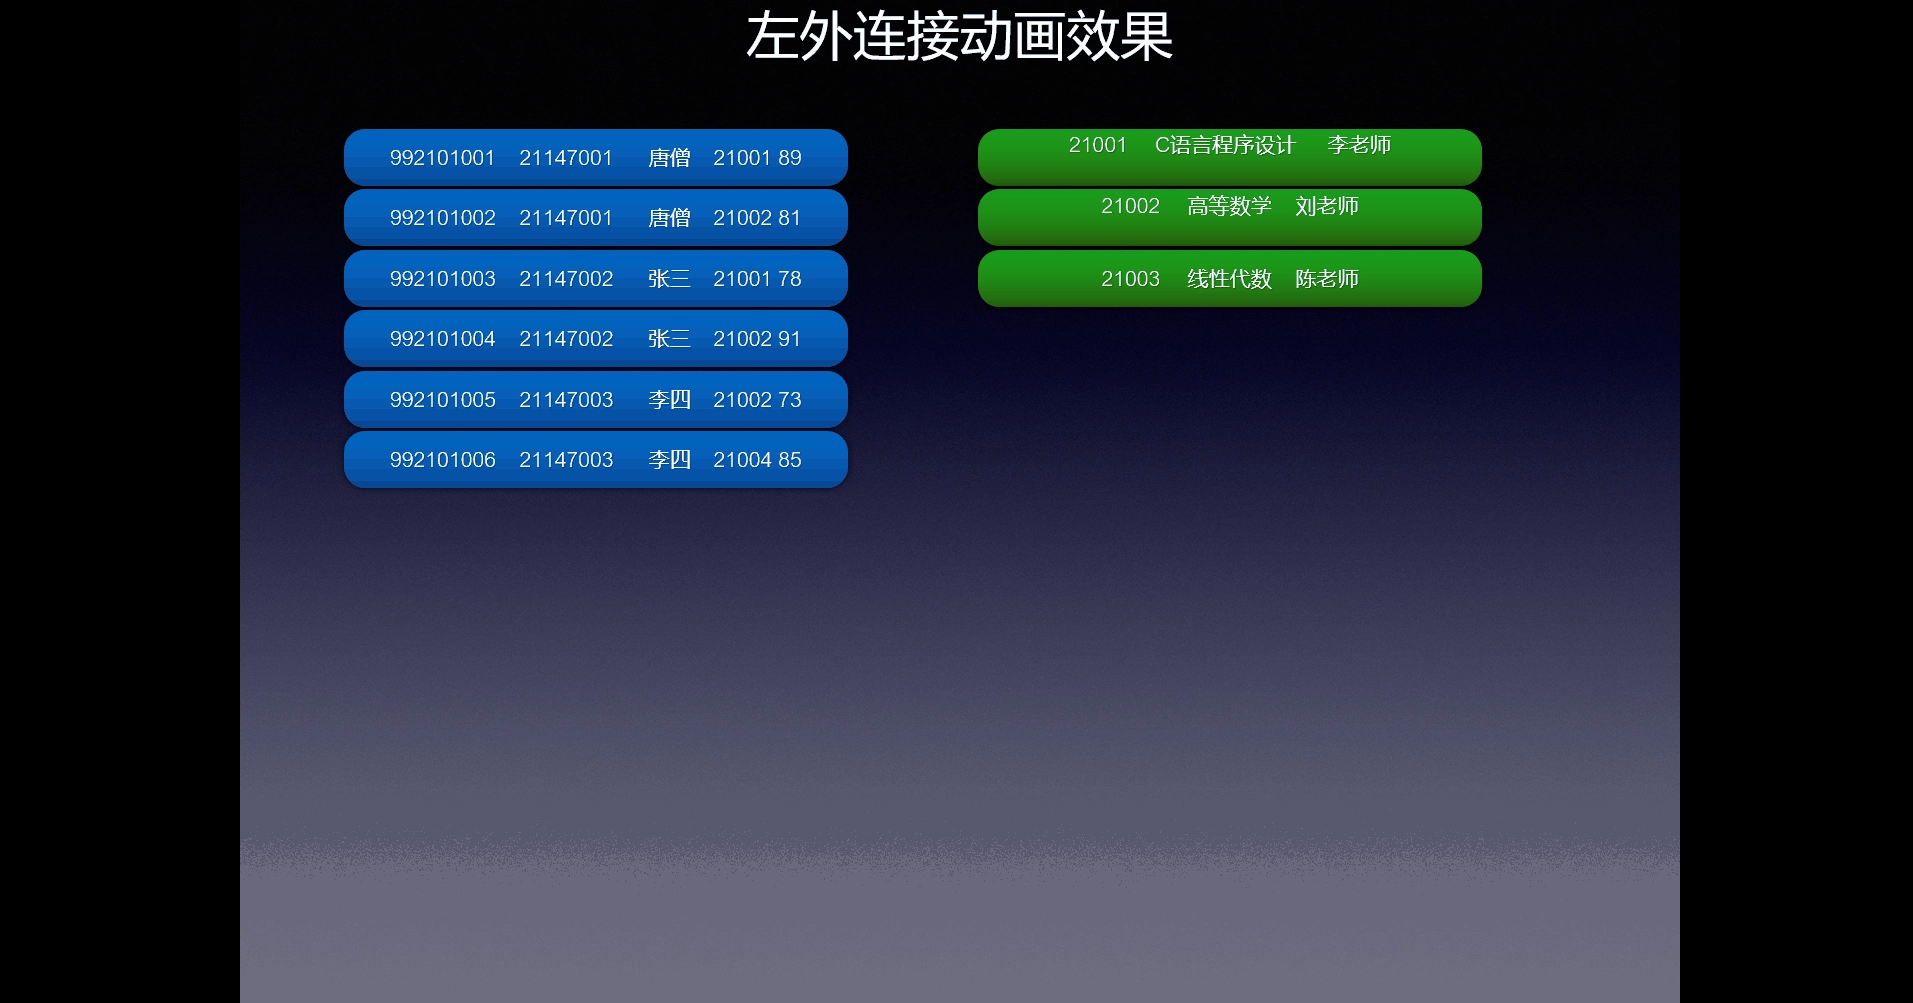 左外连接动画效果
992101001 21147001 唐僧 21001 89
992101002 21147001 唐僧 21002 81
992101003 21147002 张三 21001 78
992101004 21147002 张三 21002 91
992101005 21147003 李四 21002 73
992101006 21147003 李四 21004 85
21001 C语言程序设计 李老师
21002 高等数学 刘老师
21003 线性代数 陈老师